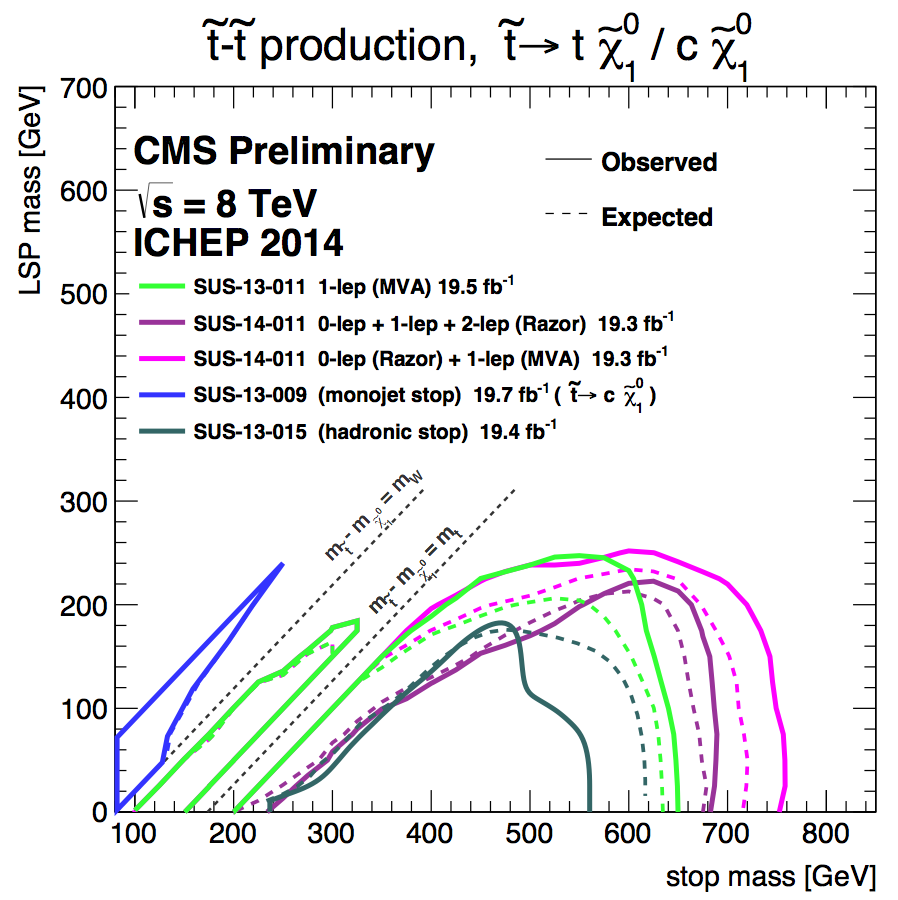 t̃-t̃ production, t̃→ t χ̃⁰₁ / c χ̃⁰₁
LSP mass [GeV]
700
600
500
400
300
200
100
0
CMS Preliminary
√s = 8 TeV
ICHEP 2014
Observed
Expected
SUS-13-011 1-lep (MVA) 19.5 fb⁻¹
SUS-14-011 0-lep + 1-lep + 2-lep (Razor) 19.3 fb⁻¹
SUS-14-011 0-lep (Razor) + 1-lep (MVA) 19.3 fb⁻¹
SUS-13-009 (monojet stop) 19.7 fb⁻¹ ( t̃→ c χ̃⁰₁ )
SUS-13-015 (hadronic stop) 19.4 fb⁻¹
m_t̃ - m_χ̃⁰₁ = m_W
m_t̃ - m_χ̃⁰₁ = m_t
100 200 300 400 500 600 700 800
stop mass [GeV]